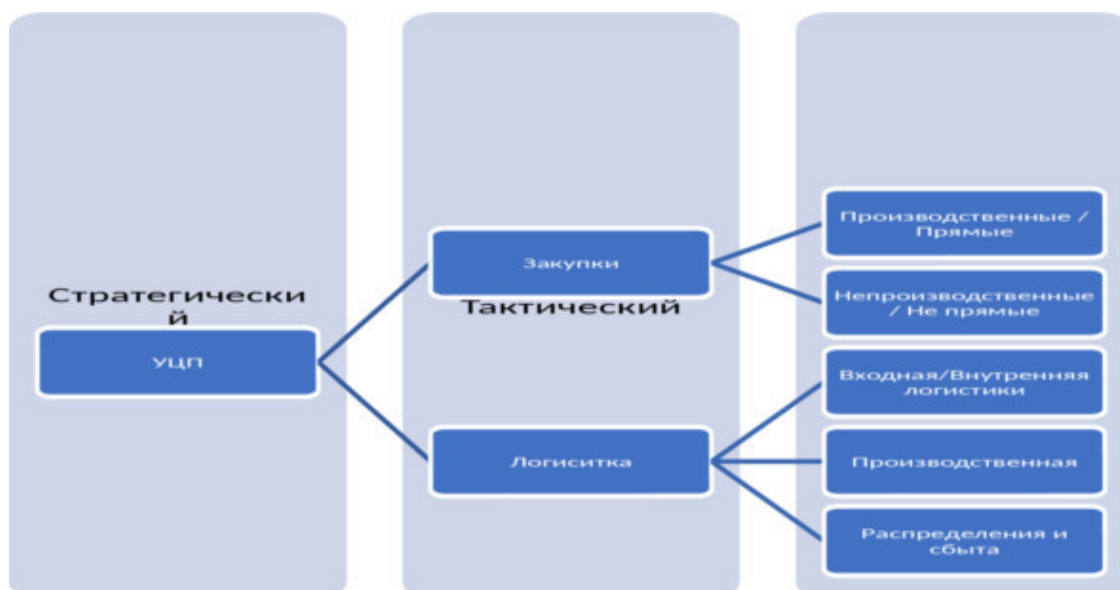 Стратегически
й
УЦП
Закупки
Тактический
Логиситка
Производственные /
Прямые
Непроизводственные
/ Не прямые
Входная/Внутренняя
логистики
Производственная
Распределения и
сбыта